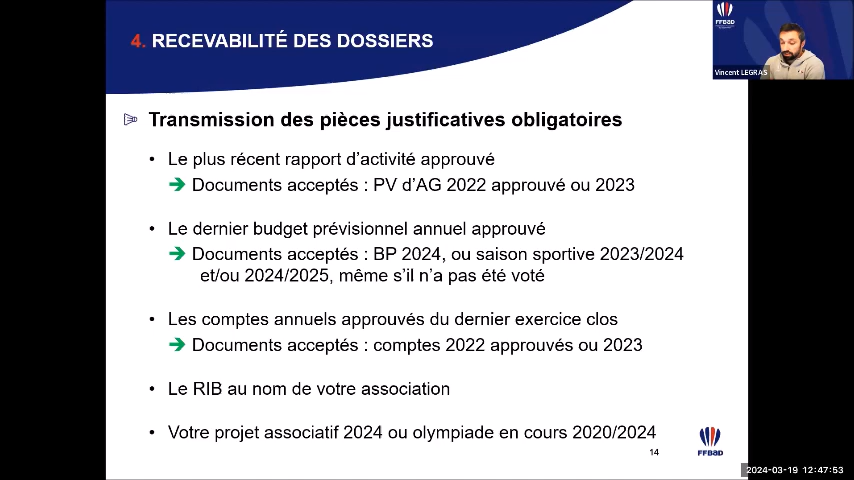 4. RECEVABILITÉ DES DOSSIERS
FFBaD
Vincent LEGRAS
Transmission des pièces justificatives obligatoires
• Le plus récent rapport d'activité approuvé
➔ Documents acceptés : PV d'AG 2022 approuvé ou 2023
• Le dernier budget prévisionnel annuel approuvé
➔ Documents acceptés : BP 2024, ou saison sportive 2023/2024
et/ou 2024/2025, même s'il n'a pas été voté
• Les comptes annuels approuvés du dernier exercice clos
➔ Documents acceptés : comptes 2022 approuvés ou 2023
• Le RIB au nom de votre association
• Votre projet associatif 2024 ou olympiade en cours 2020/2024
14
FFBaD
2024-03-19 12:47:53